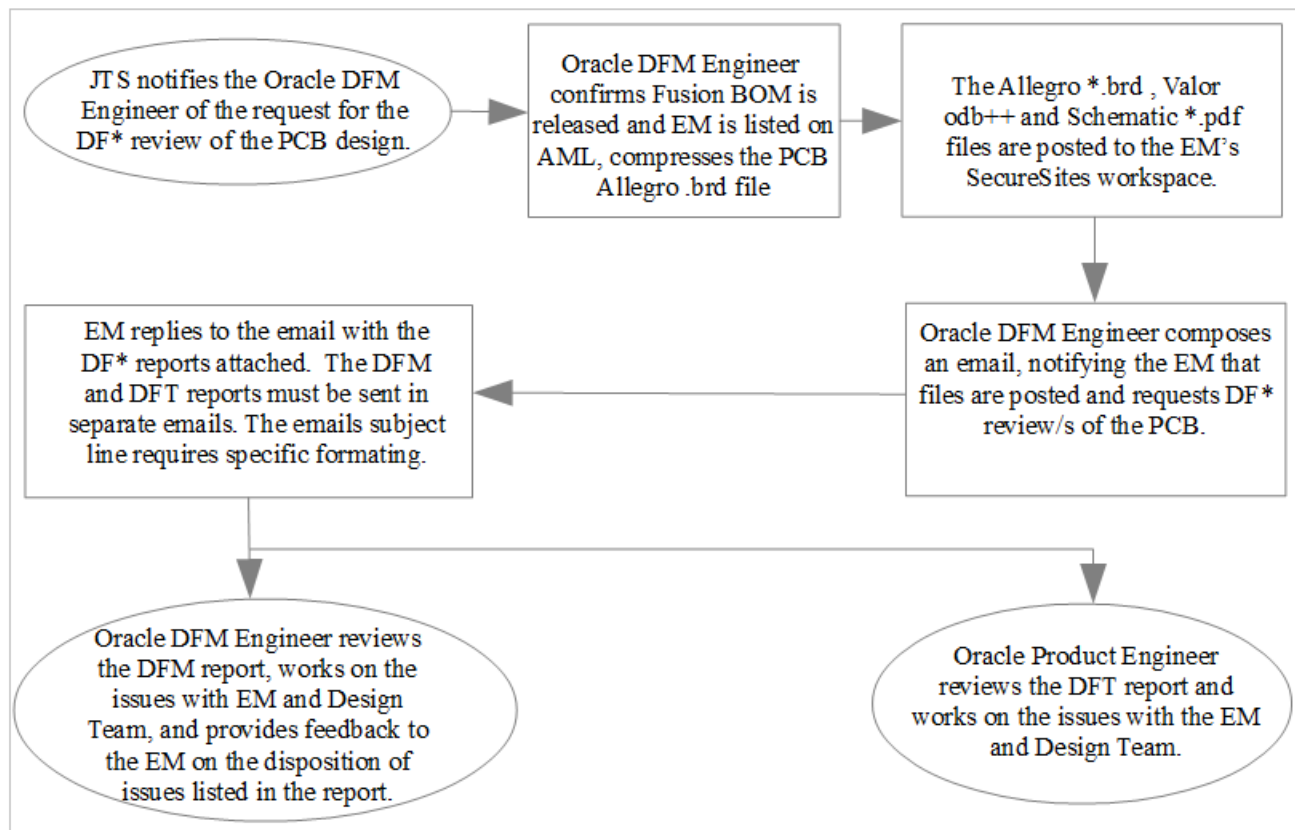 JTS notifies the Oracle DFM
Engineer of the request for the
DF* review of the PCB design.
Oracle DFM Engineer
confirms Fusion BOM is
released and EM is listed on
AML, compresses the PCB
Allegro .brd file
The Allegro *.brd , Valor
odb++ and Schematic *.pdf
files are posted to the EM’s
SecureSites workspace.
Oracle DFM Engineer composes
an email, notifying the EM that
files are posted and requests DF*
review/s of the PCB.
EM replies to the email with the
DF* reports attached.  The DFM
and DFT reports must be sent in
separate emails. The emails subject
line requires specific formating.
Oracle DFM Engineer reviews
the DFM report, works on the
issues with EM and Design
Team, and provides feedback to
the EM on the disposition of
issues listed in the report.
Oracle Product Engineer
reviews the DFT report and
works on the issues with the EM
and Design Team.